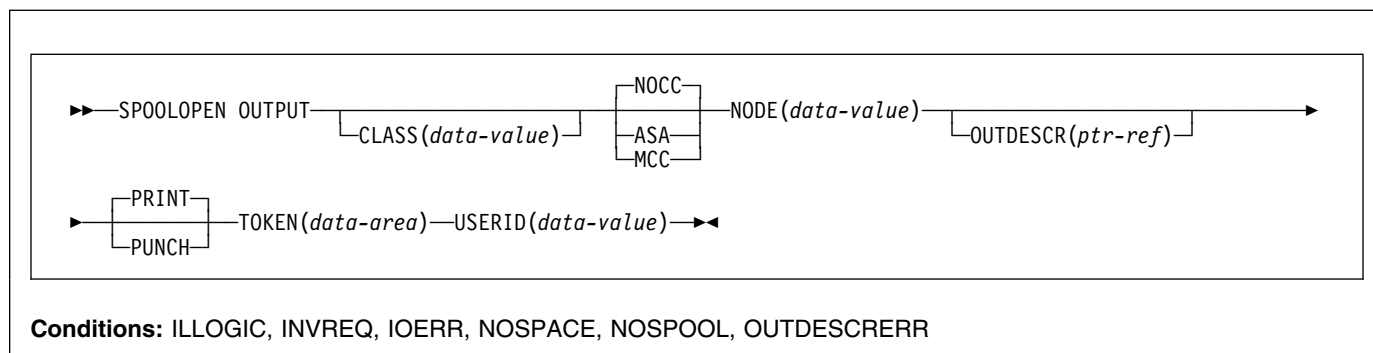 NOCC
SPOOLOPEN OUTPUT NODE(data-value)
CLASS(data-value) ASA OUTDESCR(ptr-ref)
MCC
PRINT
TOKEN(data-area) USERID(data-value)
PUNCH
Conditions: ILLOGIC, INVREQ, IOERR, NOSPACE, NOSPOOL, OUTDESCRERR